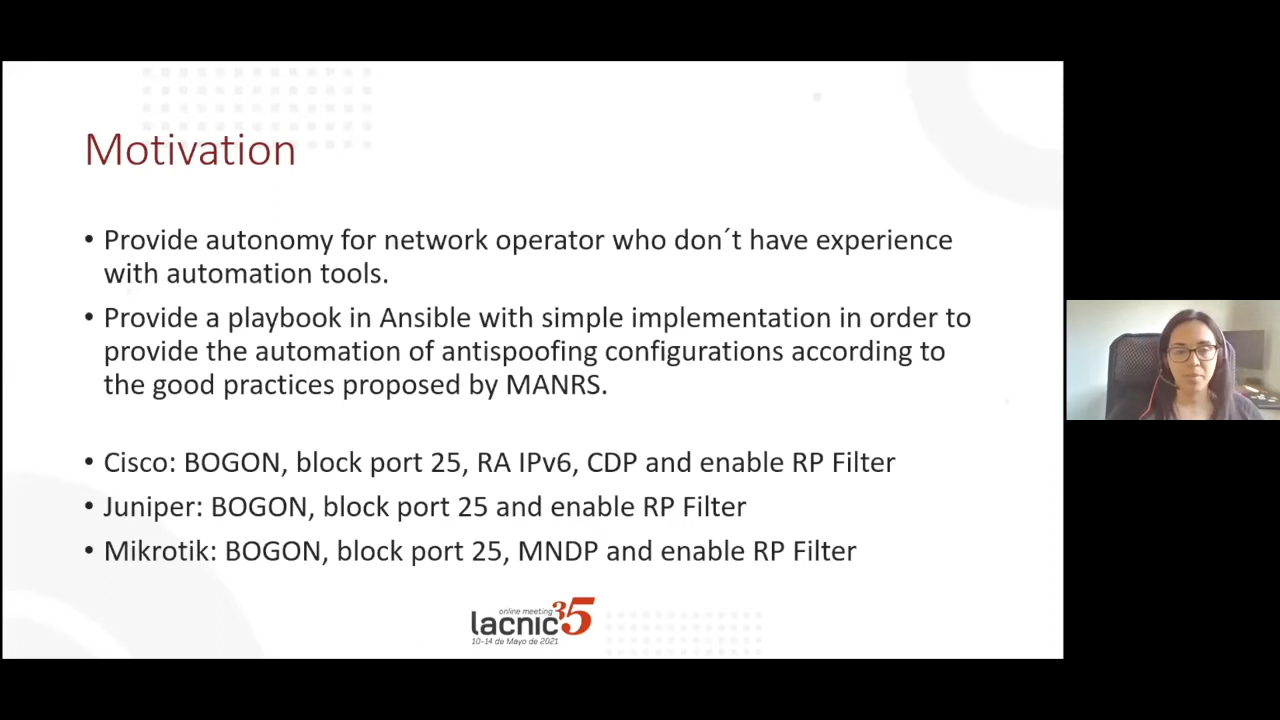 Motivation
• Provide autonomy for network operator who don´t have experience
with automation tools.
• Provide a playbook in Ansible with simple implementation in order to
provide the automation of antispoofing configurations according to
the good practices proposed by MANRS.
• Cisco: BOGON, block port 25, RA IPv6, CDP and enable RP Filter
• Juniper: BOGON, block port 25 and enable RP Filter
• Mikrotik: BOGON, block port 25, MNDP and enable RP Filter
online meeting
lacnic35
10-14 de Mayo de 2021